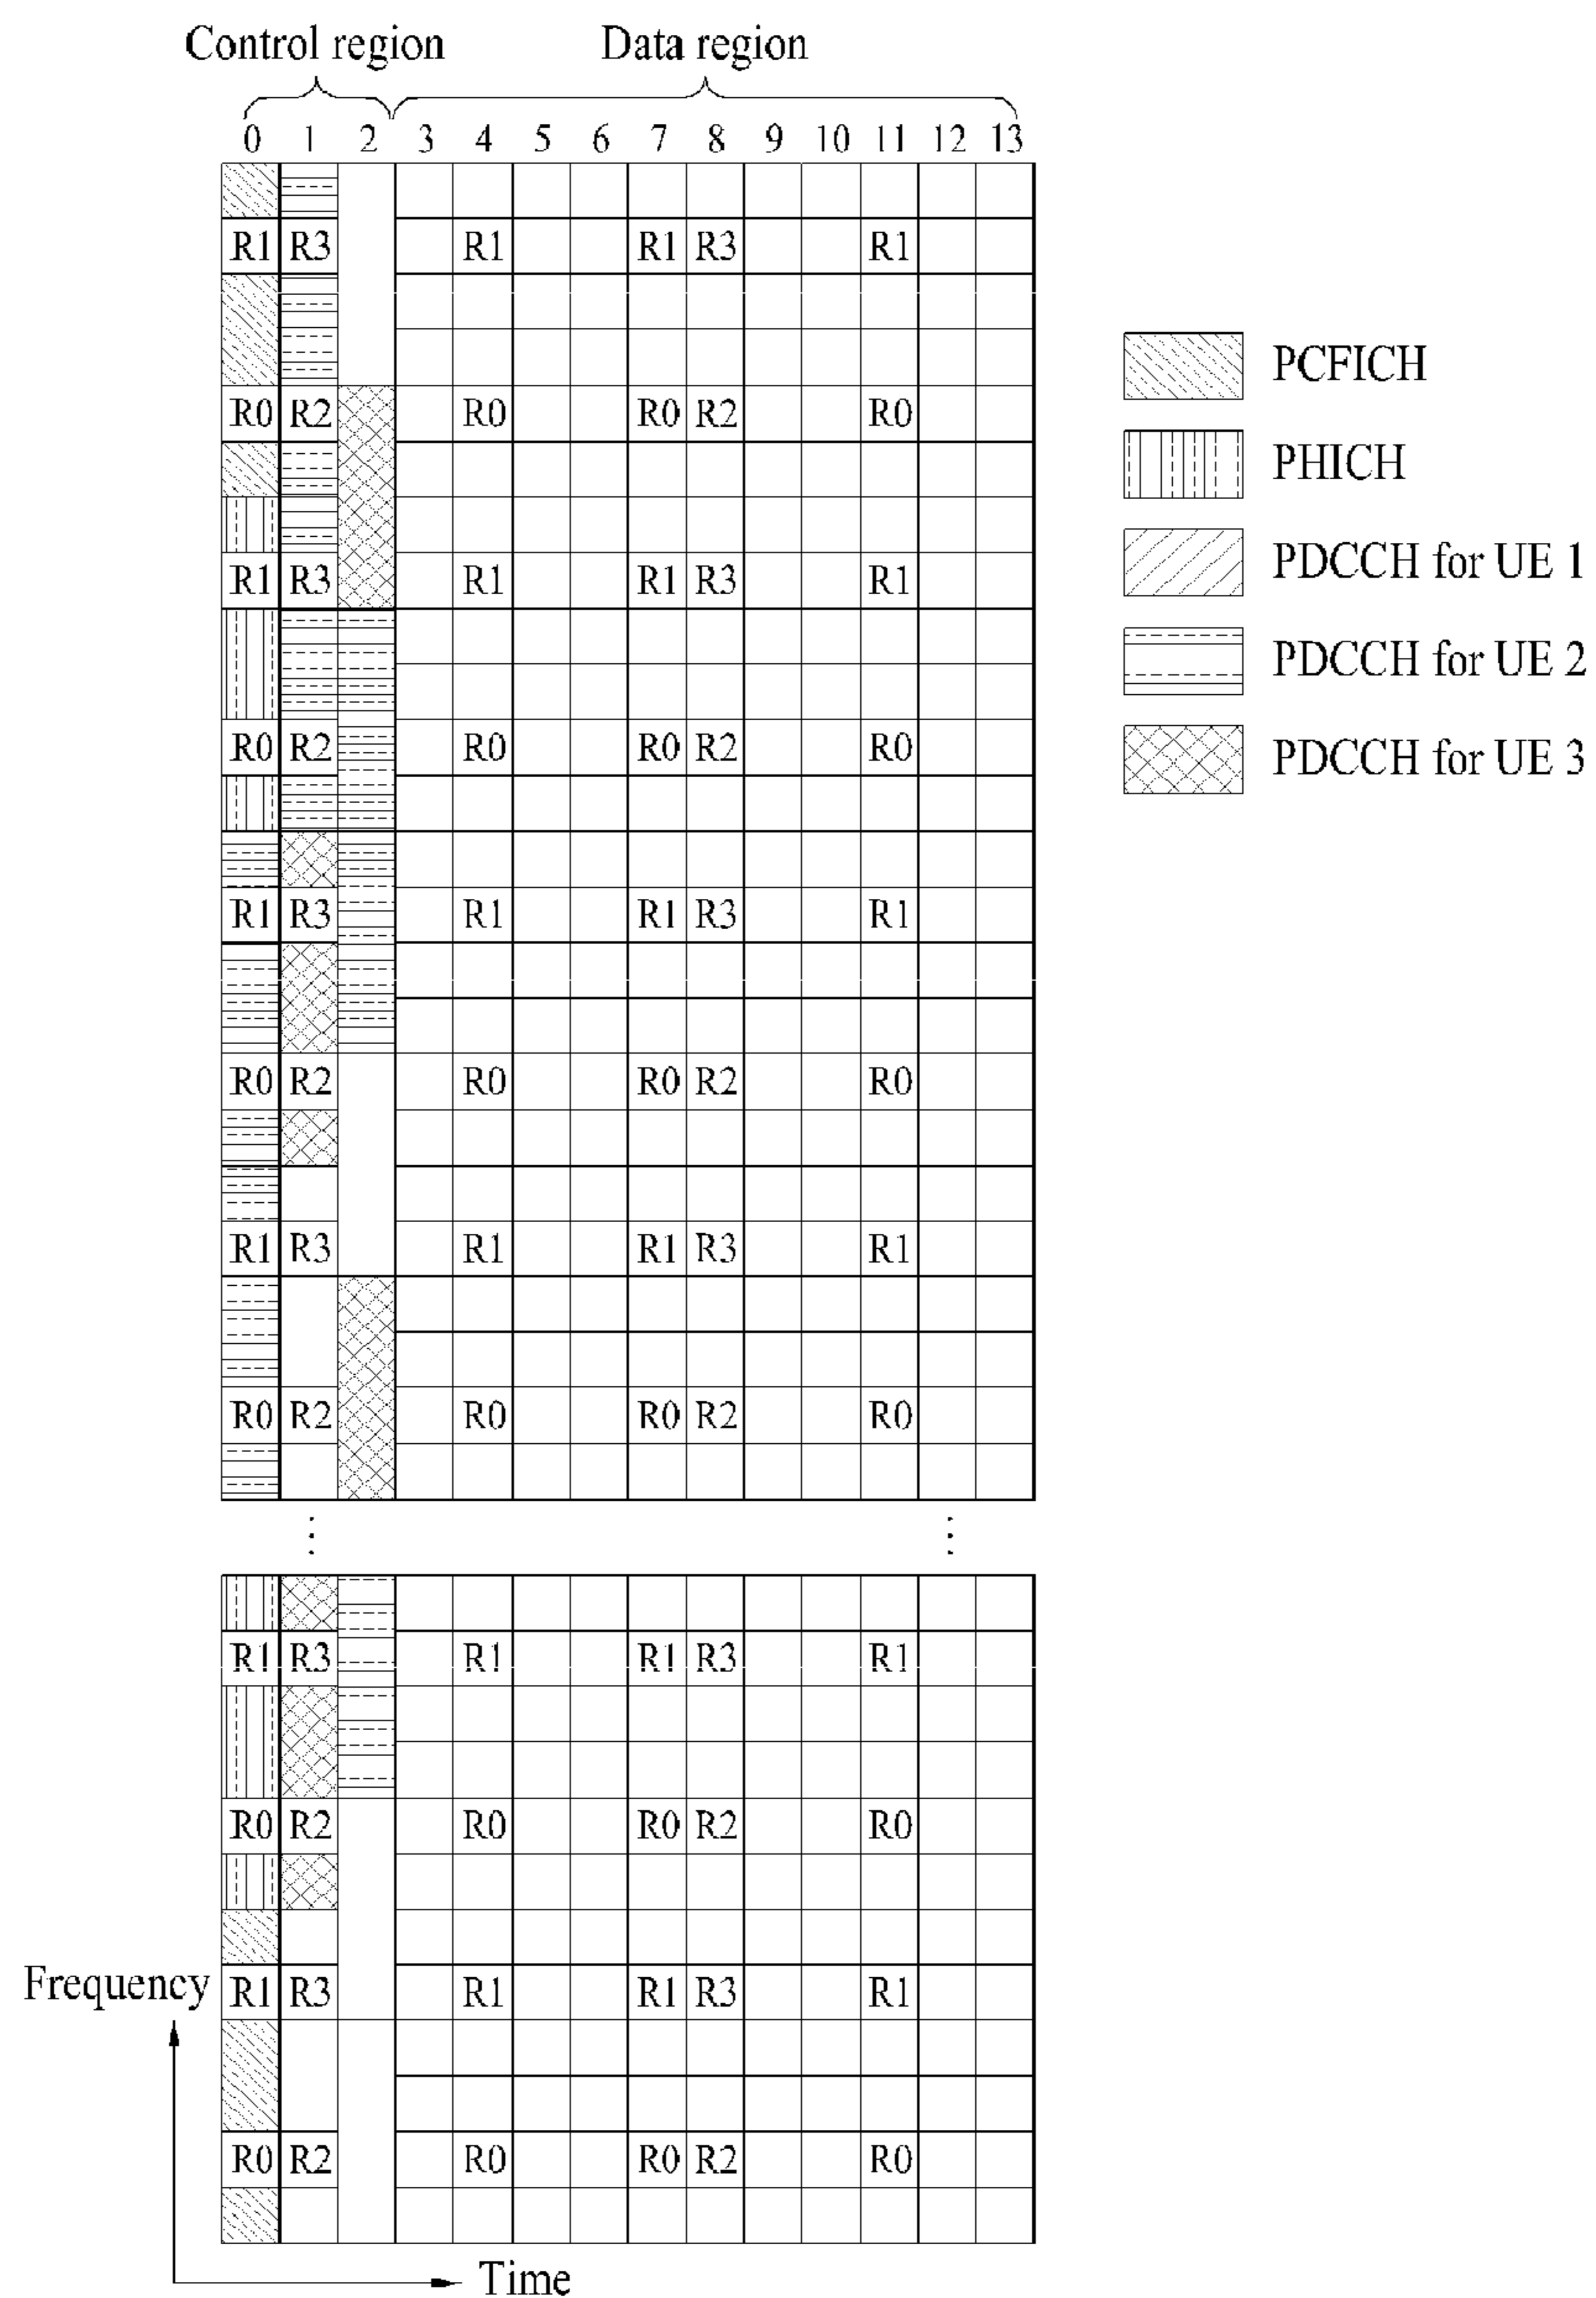 Control region Data region
0 1 2 3 4 5 6 7 8 9 10 11 12 13
R1 R3 R1 R1 R3 R1
PCFICH
R0 R2 R0 R0 R2 R0
PHICH
R1 R3 R1 R1 R3 R1
PDCCH for UE 1
PDCCH for UE 2
R0 R2 R0 R0 R2 R0
PDCCH for UE 3
R1 R3 R1 R1 R3 R1
R0 R2 R0 R0 R2 R0
R1 R3 R1 R1 R3 R1
R0 R2 R0 R0 R2 R0
R1 R3 R1 R1 R3 R1
R0 R2 R0 R0 R2 R0
Frequency R1 R3 R1 R1 R3 R1
R0 R2 R0 R0 R2 R0
Time